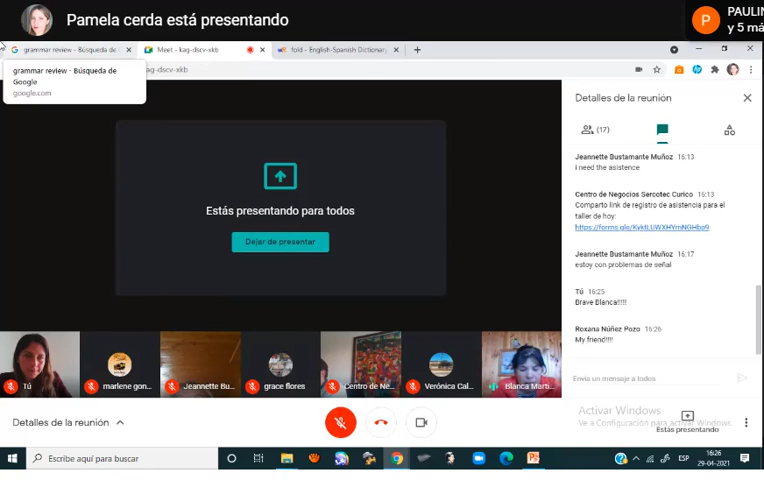 Pamela cerda está presentando
P
PAULIN
y 5 má
grammar review - Búsqueda de
Meet - kag-dscv-xkb
fold - English-Spanish Dictionary
grammar review - Búsqueda de
Google
google.com
ag-dscv-xkb
Estás presentando para todos
Dejar de presentar
Detalles de la reunión
(17)
Jeannette Bustamante Muñoz 16:13
i need the asistence
Centro de Negocios Sercotec Curico 16:13
Comparto link de registro de asistencia para el
taller de hoy:
Jeannette Bustamante Muñoz 16:17
estoy con problemas de señal
Tú 16:25
Brave Blanca!!!!!
Roxana Núñez Pozo 16:26
My friend!!!!
Envía un mensaje a todos
Tú
marlene gon...
Jeannette Bu...
grace flores
Centro de Ne...
Verónica Cal...
Blanca Marti...
Detalles de la reunión
Activar Windows
Ve a Configuración para activar Windows.
Estás presentando
Escribe aquí para buscar
ESP
16:26
29-04-2021